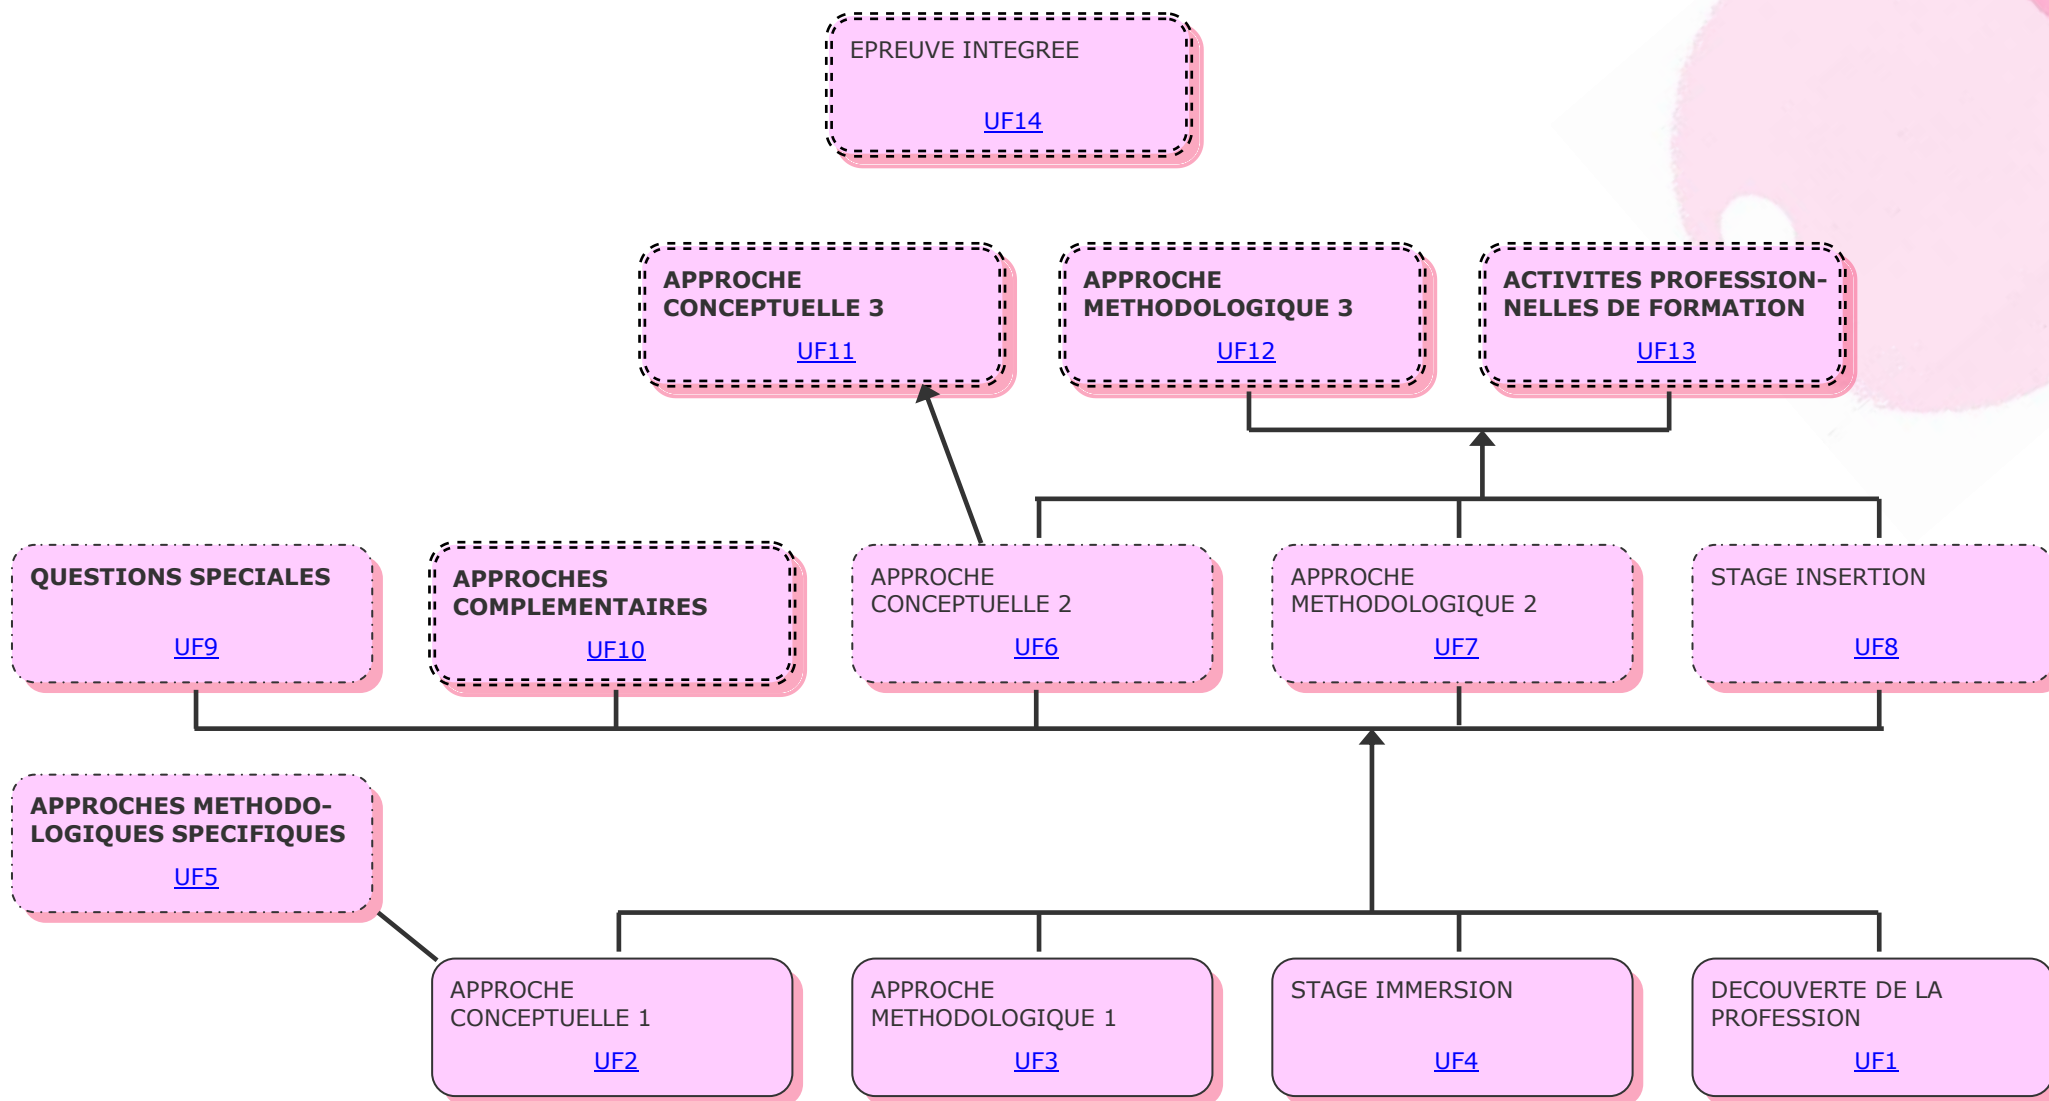 EPREUVE INTEGREE
UF14
APPROCHE
CONCEPTUELLE 3
UF11
APPROCHE
METHODOLOGIQUE 3
UF12
ACTIVITES PROFESSION-
NELLES DE FORMATION
UF13
QUESTIONS SPECIALES
UF9
APPROCHES
COMPLEMENTAIRES
UF10
APPROCHE
CONCEPTUELLE 2
UF6
APPROCHE
METHODOLOGIQUE 2
UF7
STAGE INSERTION
UF8
APPROCHES METHODO-
LOGIQUES SPECIFIQUES
UF5
APPROCHE
CONCEPTUELLE 1
UF2
APPROCHE
METHODOLOGIQUE 1
UF3
STAGE IMMERSION
UF4
DECOUVERTE DE LA
PROFESSION
UF1